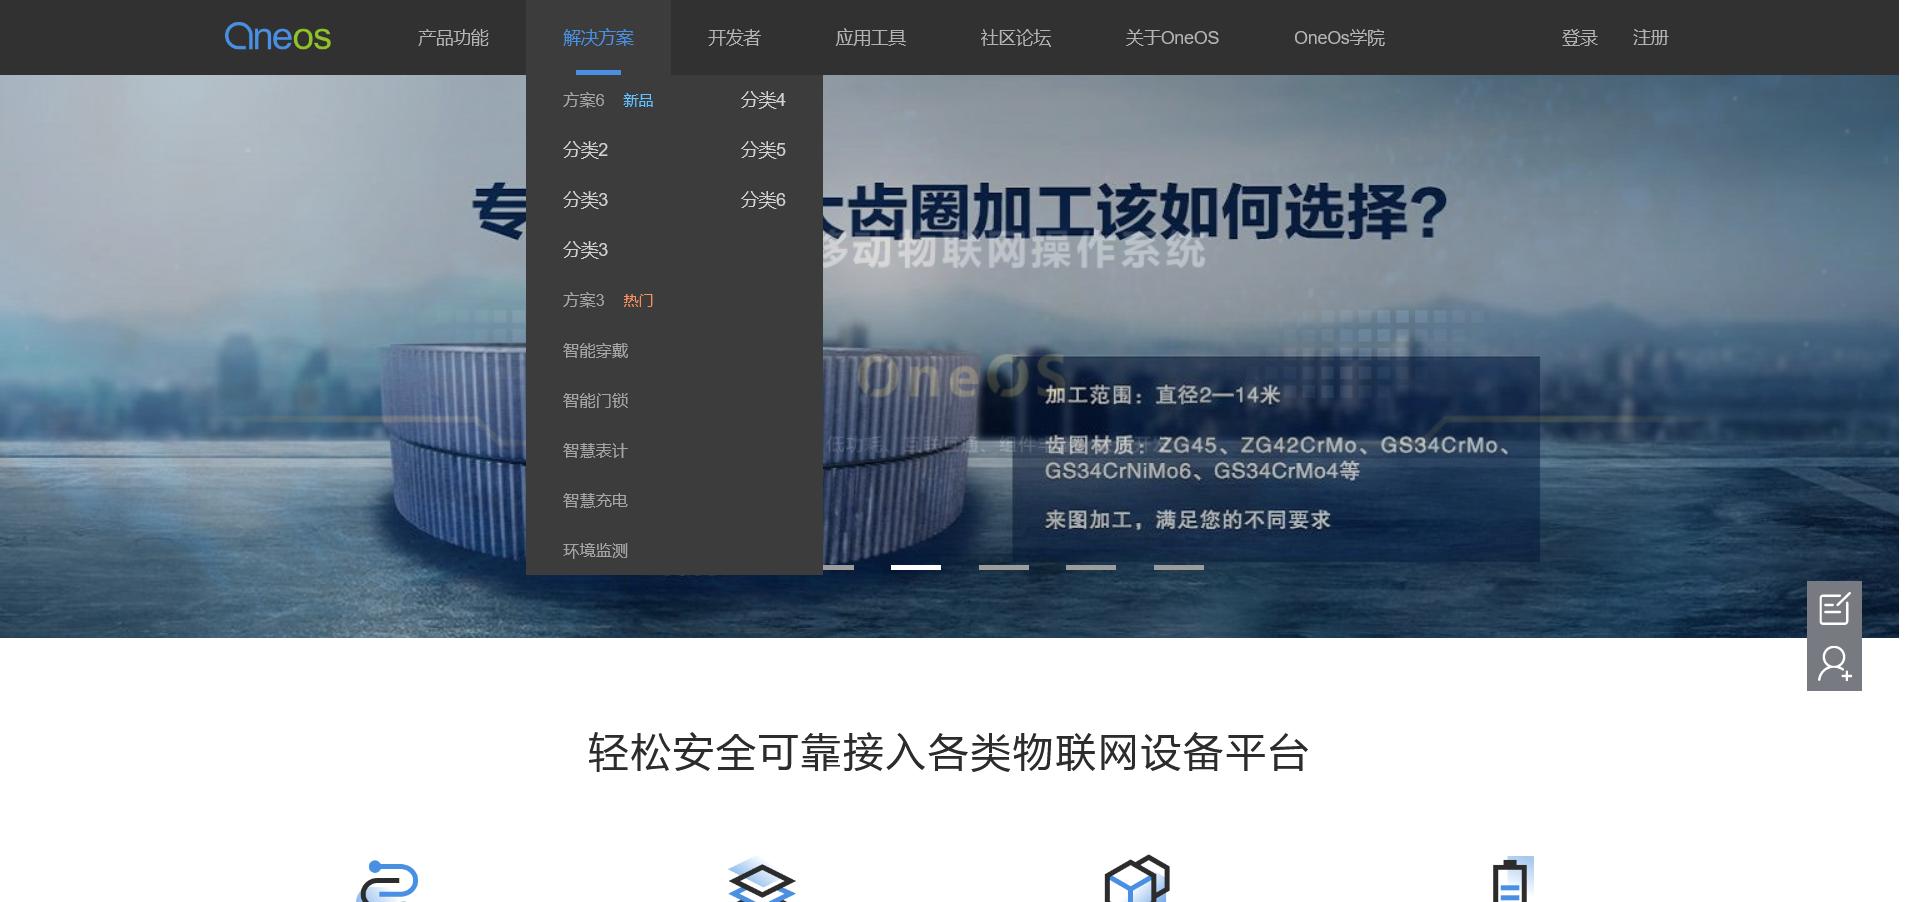 Oneos 产品功能 解决方案 开发者 应用工具 社区论坛 关于OneOS OneOs学院 登录 注册
方案6 新品 分类4
分类2 分类5
分类3 分类6
分类3
方案3 热门
智能穿戴
智能门锁
智慧表计
智慧充电
环境监测
大齿圈加工该如何选择?
移动物联网操作系统
OneOS
加工范围：直径2—14米
齿圈材质：ZG45、ZG42CrMo、GS34CrMo、
GS34CrNiMo6、GS34CrMo4等
来图加工，满足您的不同要求
轻松安全可靠接入各类物联网设备平台